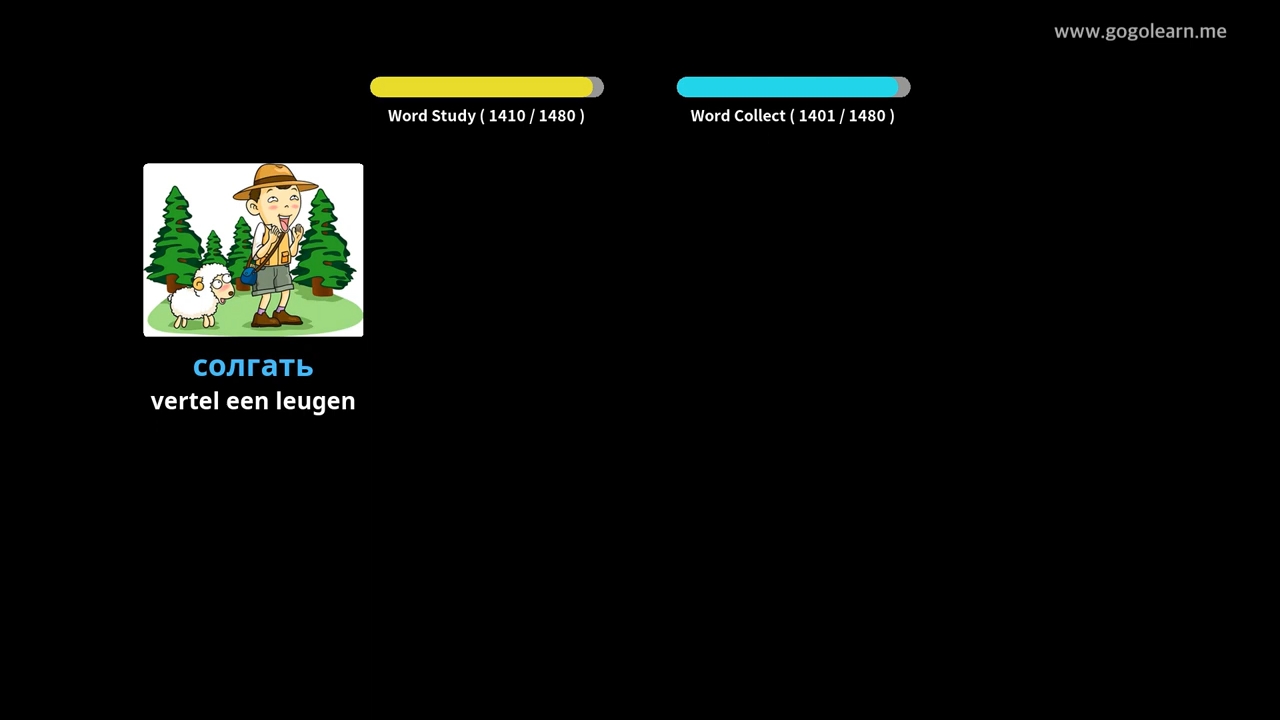 www.gogolearn.me
Word Study ( 1410 / 1480 )
Word Collect ( 1401 / 1480 )
солгать
vertel een leugen